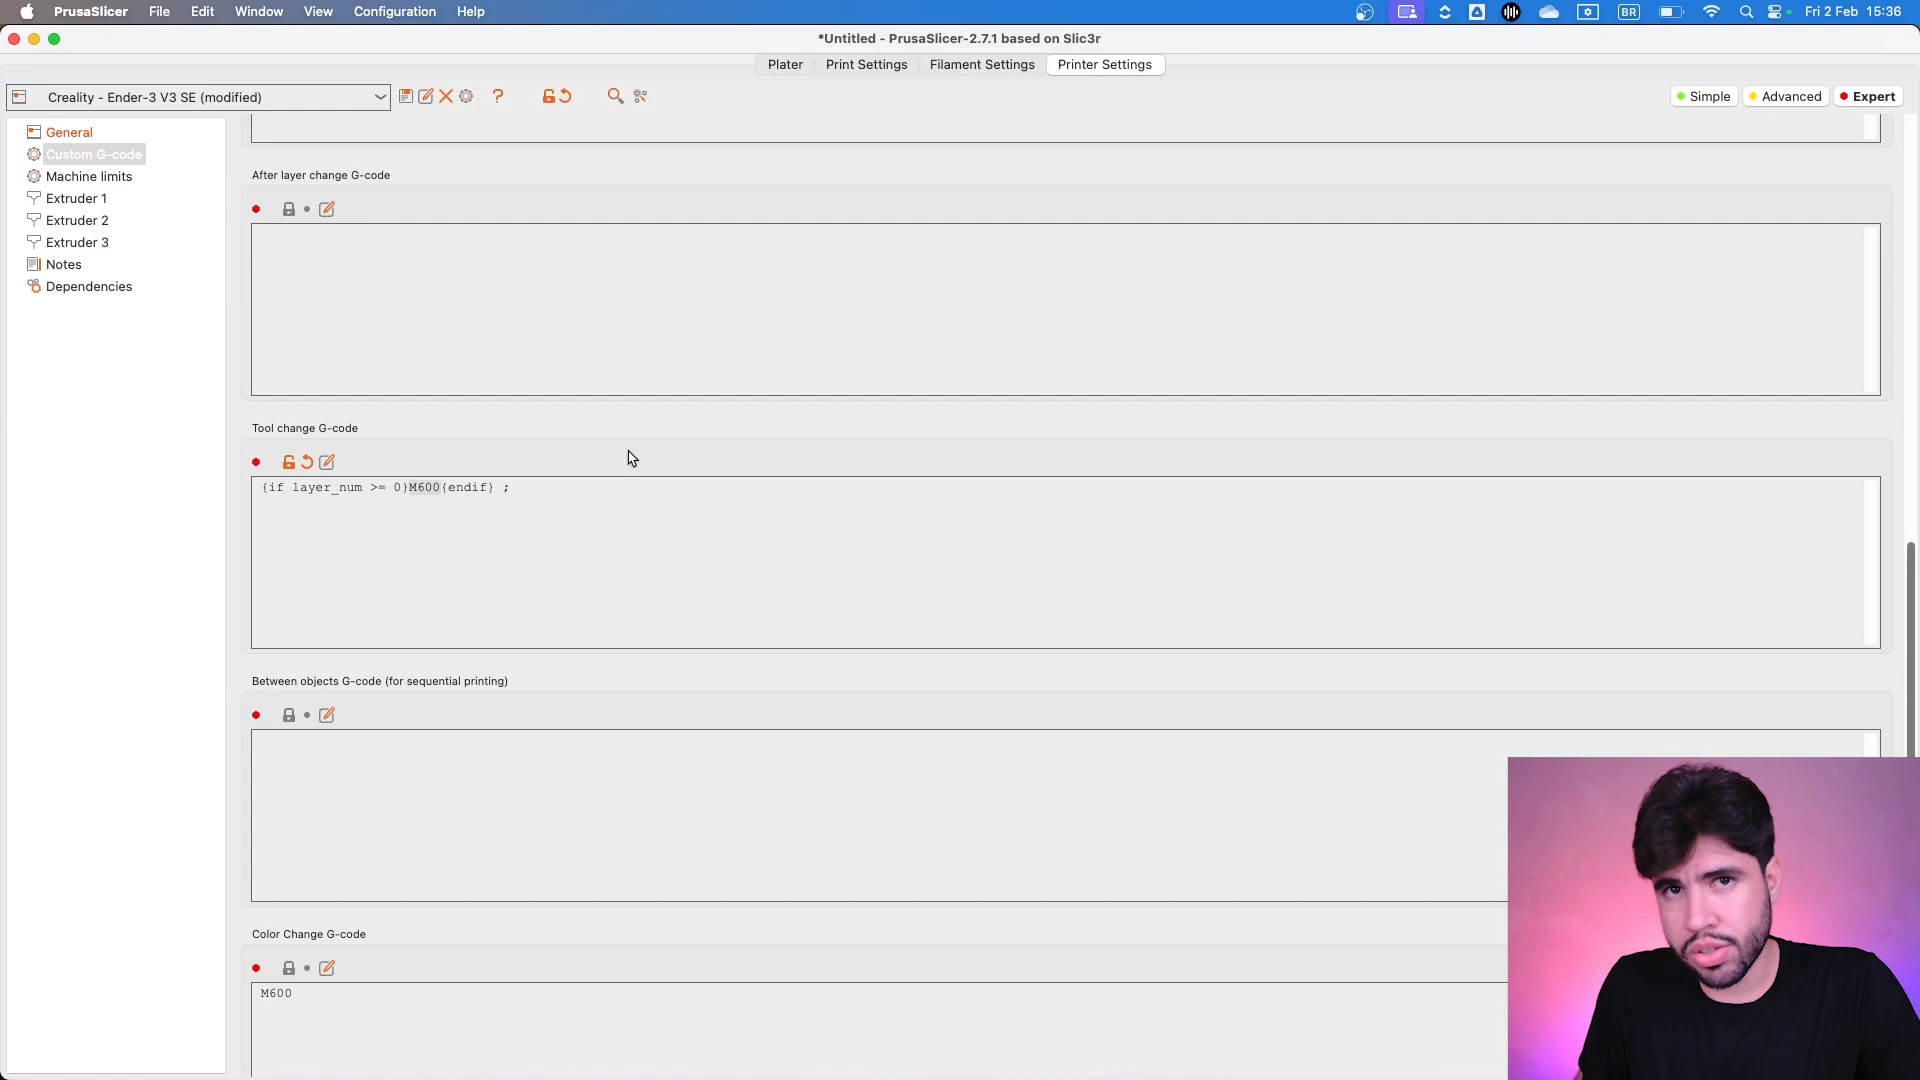 PrusaSlicer File Edit Window View Configuration Help BR Fri 2 Feb 15:36
*Untitled - PrusaSlicer-2.7.1 based on Slic3r
Plater Print Settings Filament Settings Printer Settings
Creality - Ender-3 V3 SE (modified) ? Simple Advanced Expert
General
Custom G-code
Machine limits
Extruder 1
Extruder 2
Extruder 3
Notes
Dependencies
After layer change G-code
Tool change G-code
{if layer_num >= 0}M600{endif} ;
Between objects G-code (for sequential printing)
Color Change G-code
M600